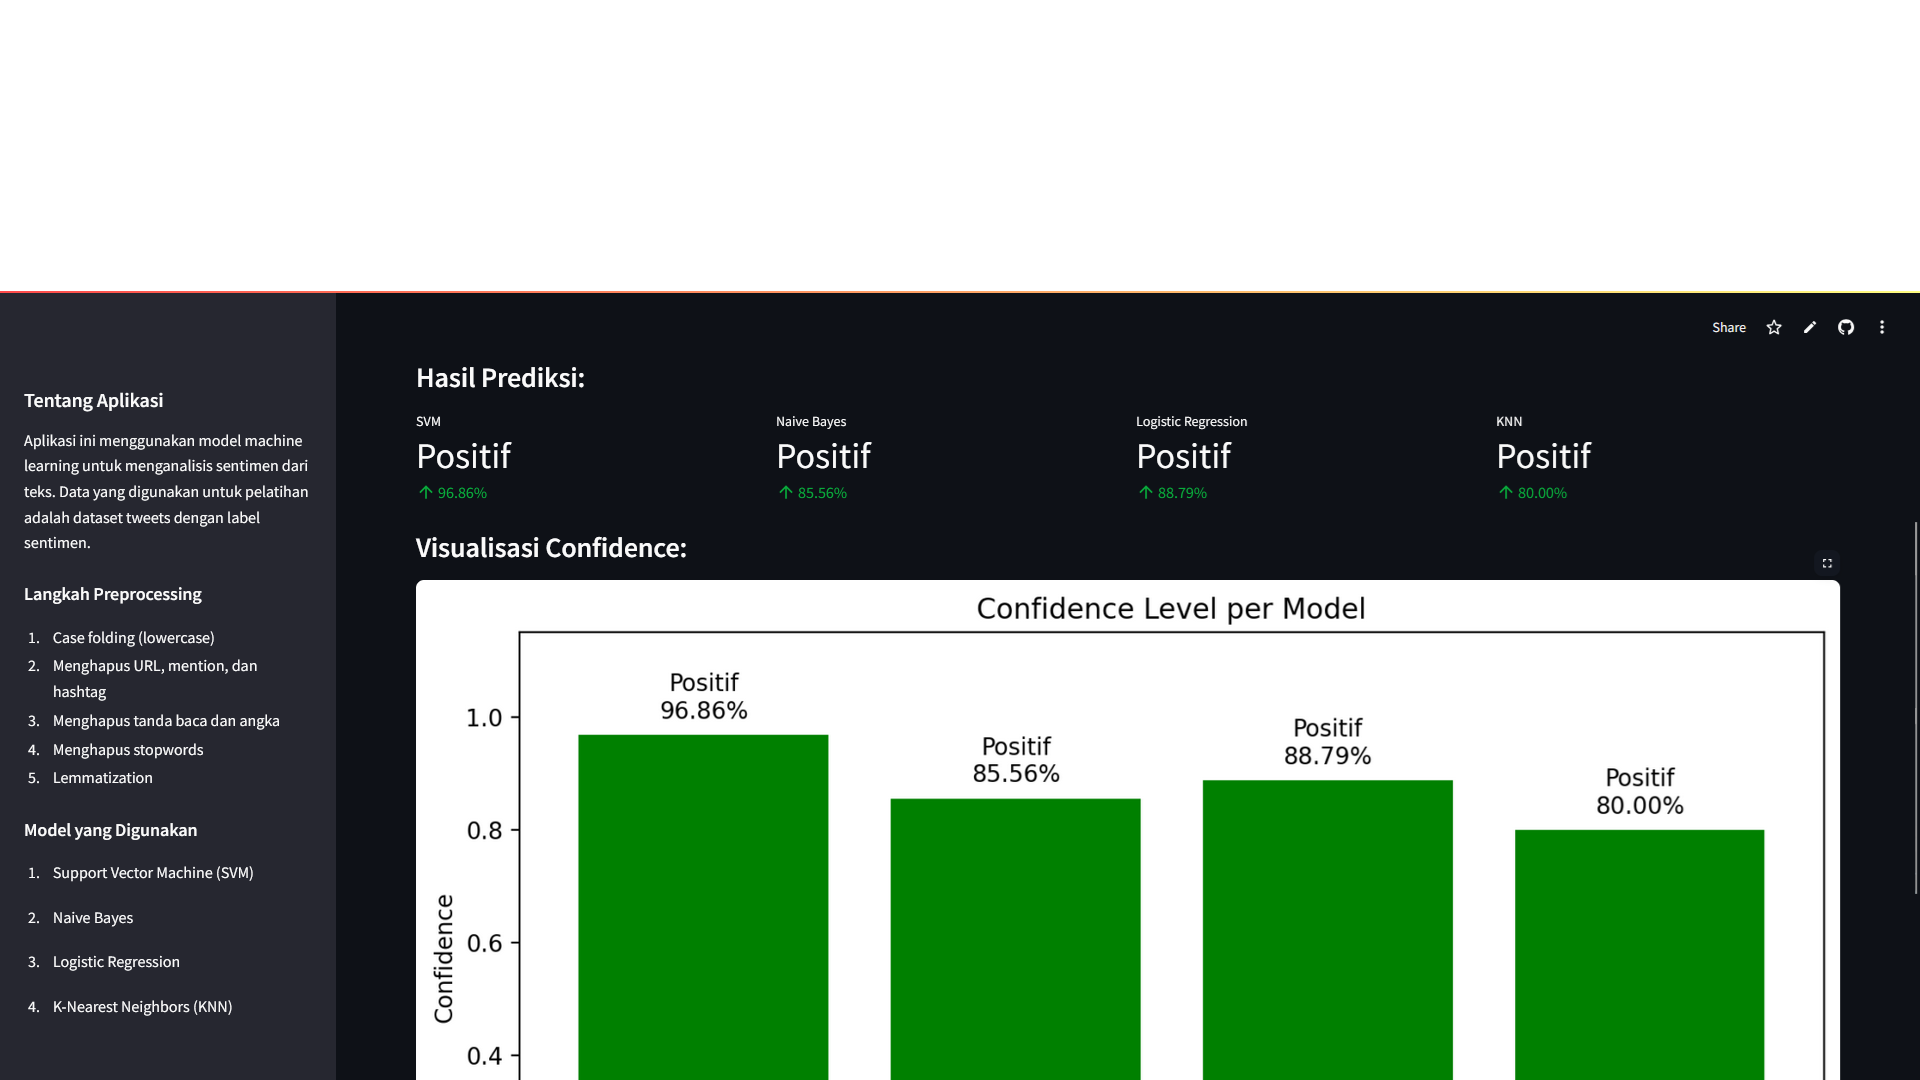 Share
Tentang Aplikasi
Aplikasi ini menggunakan model machine
learning untuk menganalisis sentimen dari
teks. Data yang digunakan untuk pelatihan
adalah dataset tweets dengan label
sentimen.
Langkah Preprocessing
1. Case folding (lowercase)
2. Menghapus URL, mention, dan
hashtag
3. Menghapus tanda baca dan angka
4. Menghapus stopwords
5. Lemmatization
Model yang Digunakan
1. Support Vector Machine (SVM)
2. Naive Bayes
3. Logistic Regression
4. K-Nearest Neighbors (KNN)
Hasil Prediksi:
SVM
Positif
96.86%
Naive Bayes
Positif
85.56%
Logistic Regression
Positif
88.79%
KNN
Positif
80.00%
Visualisasi Confidence:
Confidence Level per Model
Positif
96.86%
Positif
85.56%
Positif
88.79%
Positif
80.00%
1.0
0.8
0.6
0.4
Confidence